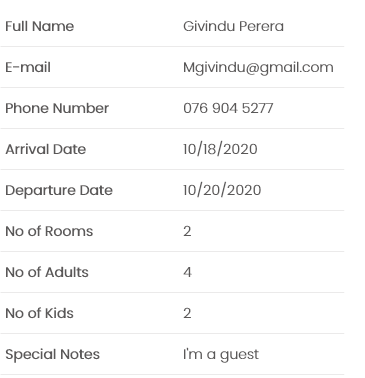 Full Name Givindu Perera
E-mail Mgivindu@gmail.com
Phone Number 076 904 5277
Arrival Date 10/18/2020
Departure Date 10/20/2020
No of Rooms 2
No of Adults 4
No of Kids 2
Special Notes I'm a guest